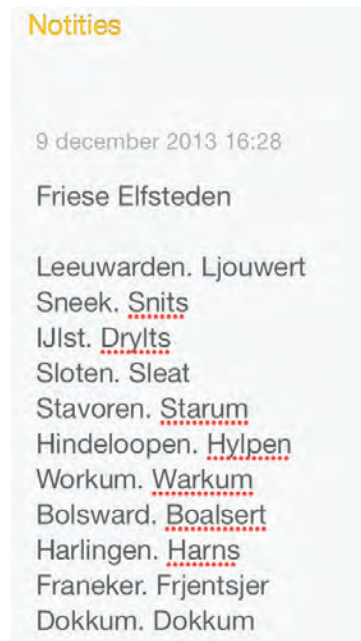 Notities
9 december 2013 16:28
Friese Elfsteden
Leeuwarden. Ljouwert
Sneek. Snits
IJlst. Drylts
Sloten. Sleat
Stavoren. Starum
Hindeloopen. Hylpen
Workum. Warkum
Bolsward. Boalsert
Harlingen. Harns
Franeker. Frjentsjer
Dokkum. Dokkum